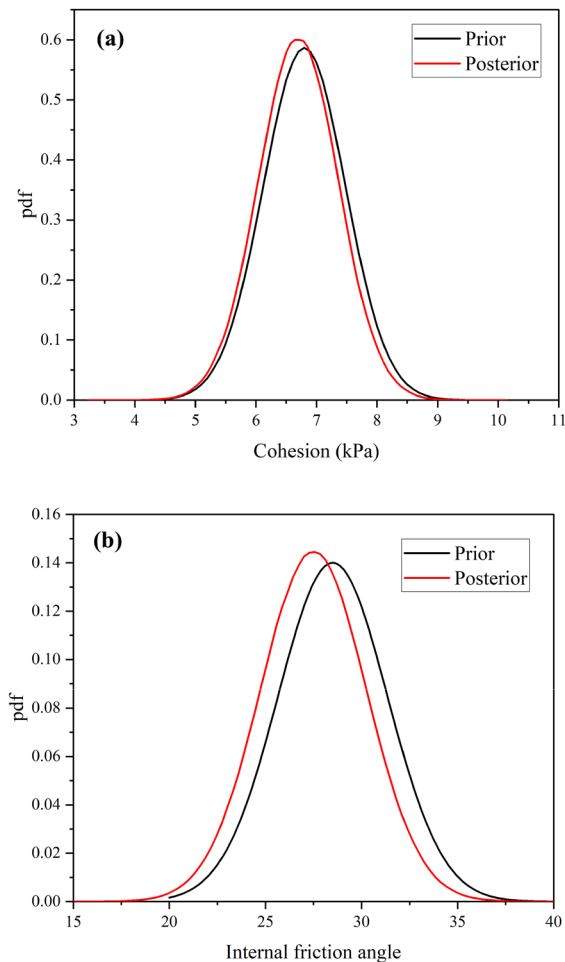 (a)
Prior
Posterior
0.6
0.5
0.4
0.3
0.2
0.1
0.0
pdf
3 4 5 6 7 8 9 10 11
Cohesion (kPa)
(b)
Prior
Posterior
0.16
0.14
0.12
0.10
0.08
0.06
0.04
0.02
0.00
pdf
15 20 25 30 35 40
Internal friction angle